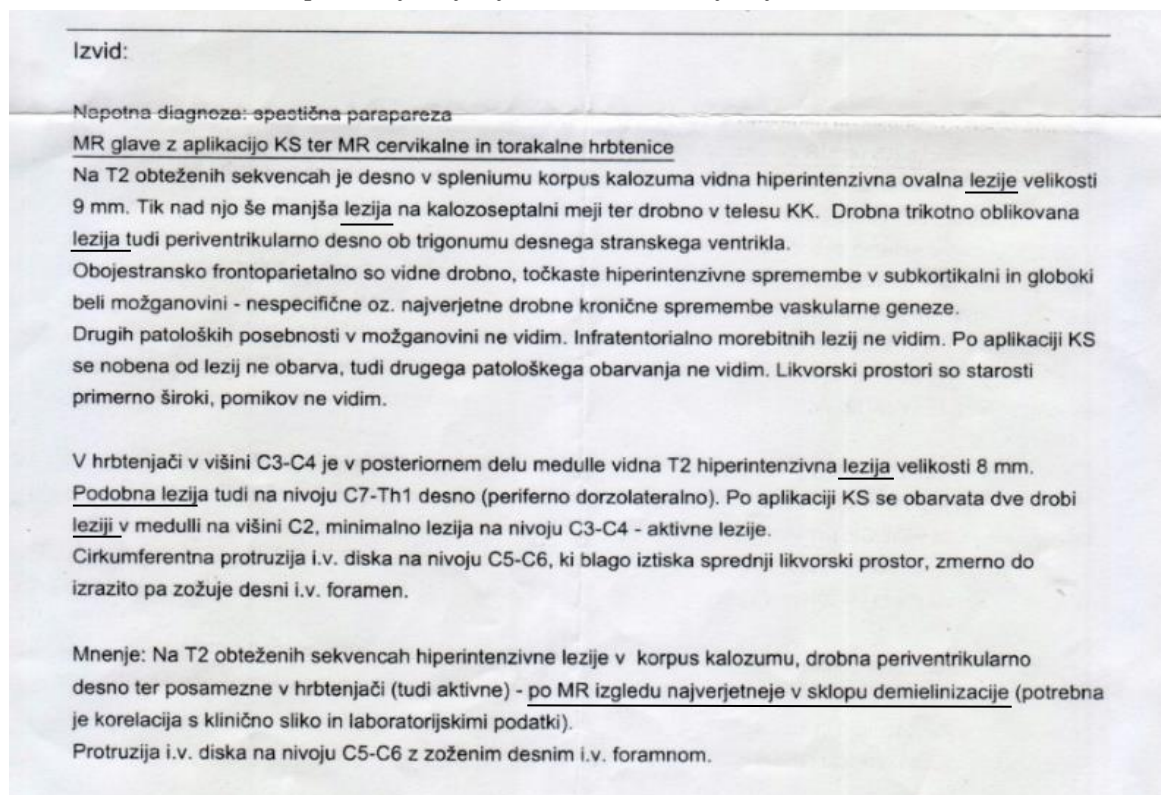 Izvid:
Napotna diagnoza: spastična parapareza
MR glave z aplikacijo KS ter MR cervikalne in torakalne hrbtenice
Na T2 obteženih sekvencah je desno v spleniumu korpus kalozuma vidna hiperintenzivna ovalna lezije velikosti
9 mm. Tik nad njo še manjša lezija na kalozoseptalni meji ter drobno v telesu KK. Drobna trikotno oblikovana
lezija tudi periventrikularno desno ob trigonumu desnega stranskega ventrikla.
Obojestransko frontoparietalno so vidne drobno, točkaste hiperintenzivne spremembe v subkortikalni in globoki
beli možganovini - nespecifične oz. najverjetne drobne kronične spremembe vaskularne geneze.
Drugih patoloških posebnosti v možganovini ne vidim. Infratentorialno morebitnih lezij ne vidim. Po aplikaciji KS
se nobena od lezij ne obarva, tudi drugega patološkega obarvanja ne vidim. Likvorski prostori so starosti
primerno široki, pomikov ne vidim.
V hrbtenjači v višini C3-C4 je v posteriornem delu medulle vidna T2 hiperintenzivna lezija velikosti 8 mm.
Podobna lezija tudi na nivoju C7-Th1 desno (periferno dorzolateralno). Po aplikaciji KS se obarvata dve drobi
leziji v medulli na višini C2, minimalno lezija na nivoju C3-C4 - aktivne lezije.
Cirkumferentna protruzija i.v. diska na nivoju C5-C6, ki blago iztiska sprednji likvorski prostor, zmerno do
izrazito pa zožuje desni i.v. foramen.
Mnenje: Na T2 obteženih sekvencah hiperintenzivne lezije v korpus kalozumu, drobna periventrikularno
desno ter posamezne v hrbtenjači (tudi aktivne) - po MR izgledu najverjetneje v sklopu demielinizacije (potrebna
je korelacija s klinično sliko in laboratorijskimi podatki).
Protruzija i.v. diska na nivoju C5-C6 z zoženim desnim i.v. foramnom.